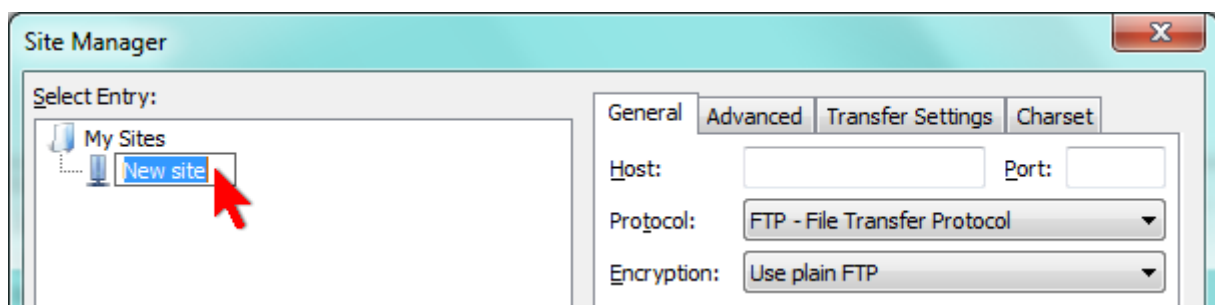 Site Manager
Select Entry:
My Sites
New site
General Advanced Transfer Settings Charset
Host: Port:
Protocol: FTP - File Transfer Protocol
Encryption: Use plain FTP